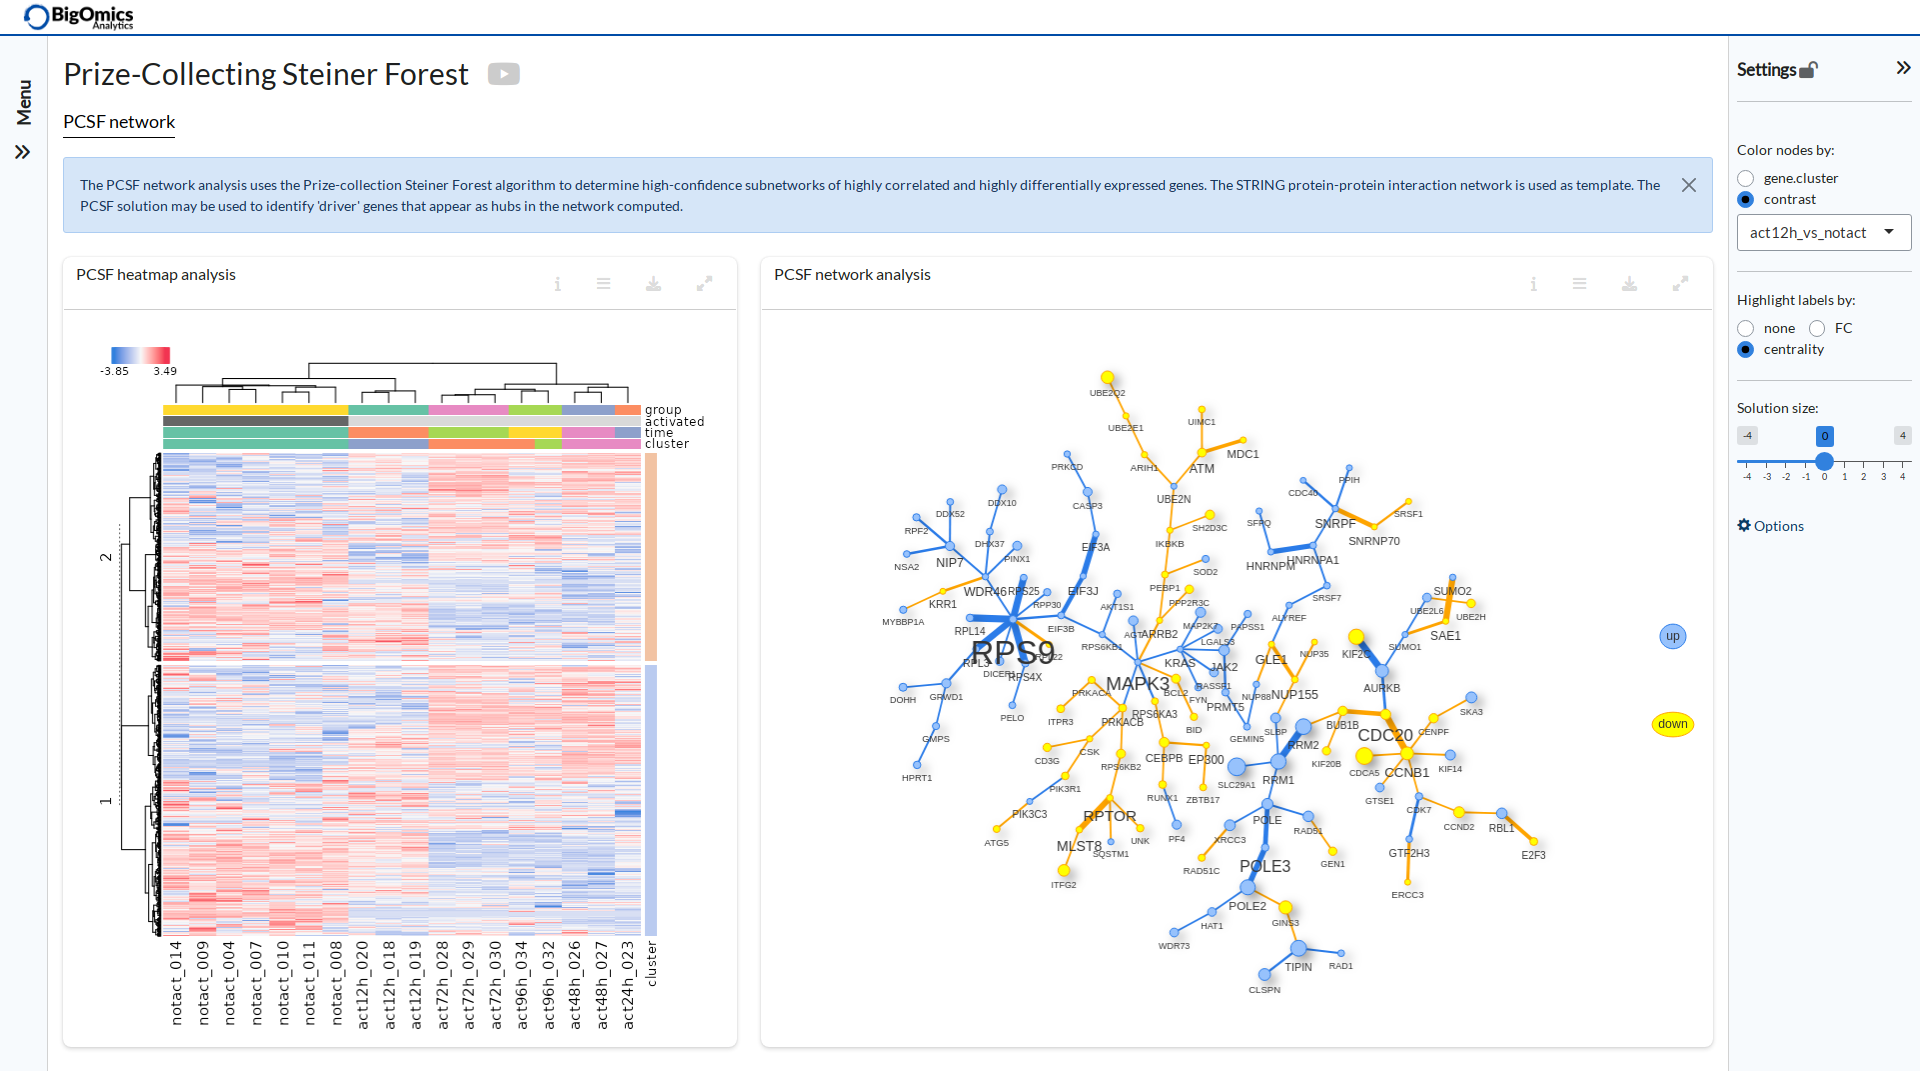 BigOmics
Analytics
Menu
Prize-Collecting Steiner Forest
PCSF network
The PCSF network analysis uses the Prize-collection Steiner Forest algorithm to determine high-confidence subnetworks of highly correlated and highly differentially expressed genes. The STRING protein-protein interaction network is used as template. The
PCSF solution may be used to identify 'driver' genes that appear as hubs in the network computed.
PCSF heatmap analysis
-3.85 3.49
group
activated
time
cluster
2
1
notact_014
notact_009
notact_004
notact_007
notact_010
notact_011
notact_008
act12h_020
act12h_018
act12h_019
act72h_028
act72h_029
act72h_030
act96h_034
act96h_032
act48h_026
act48h_027
act24h_023
cluster
PCSF network analysis
UBE2Q2
UBE2E1
UIMC1
ARIH1
ATM
MDC1
PRKCD
UBE2N
CASP3
SH2D3C
IKBKB
EIF3A
SOD2
PEBP1
EIF3J
PPP2R3C
DDX10
DDX52
RPF2
DHX37
NSA2
NIP7
PINX1
WDR46
RPS25
KRR1
RPP30
MYBBP1A
EIF3B
RPL14
RPS9
RPL3
DICER1
RPS4X
DOHH
GRWD1
PELO
GMPS
HPRT1
AKT1S1
RPS6KB1
ARRB2
MAP2K7
PAPSS1
LGALS3
KRAS
JAK2
RASSF1
MAPK3
BCL2
FYN
PRMT5
PRKACA
ITPR3
PRKACB
RPS6KA3
BID
CSK
CD3G
RPS6KB2
CEBPB
EP300
PIK3R1
RUNX1
ZBTB17
PIK3C3
RPTOR
ATG5
MLST8
UNK
SQSTM1
PF4
ITFG2
CDC40
PPIH
SFPQ
SNRPF
SRSF1
SNRNP70
HNRNPM
HNRNPA1
SRSF7
ALYREF
GLE1
NUP35
NUP88
NUP155
GEMIN5
SLBP
RRM2
SLC29A1
RRM1
POLE
XRCC3
RAD51
RAD51C
GEN1
POLE3
POLE2
HAT1
GINS3
WDR73
TIPIN
RAD1
CLSPN
SUMO2
UBE2L6
UBE2H
SAE1
SUMO1
KIF2C
AURKB
BUB1B
CDC20
CENPF
SKA3
KIF20B
CDCA5
CCNB1
KIF14
GTSE1
CDK7
CCND2
RBL1
GTF2H3
E2F3
ERCC3
up
down
Settings
Color nodes by:
gene.cluster
contrast
act12h_vs_notact
Highlight labels by:
none FC
centrality
Solution size:
-4 0 4
-4 -3 -2 -1 0 1 2 3 4
Options